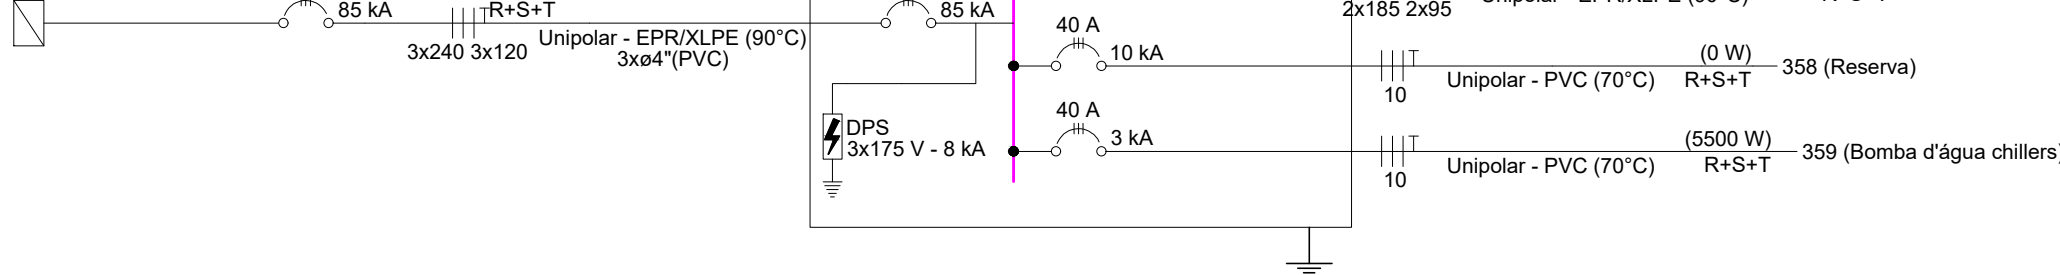 85 kA
R+S+T
3x240 3x120
Unipolar - EPR/XLPE (90°C)
3xø4"(PVC)
85 kA
2x185 2x95
40 A
10 kA
10
Unipolar - PVC (70°C)
(0 W)
R+S+T
358 (Reserva)
DPS
3x175 V - 8 kA
40 A
3 kA
10
Unipolar - PVC (70°C)
(5500 W)
R+S+T
359 (Bomba d'água chillers)